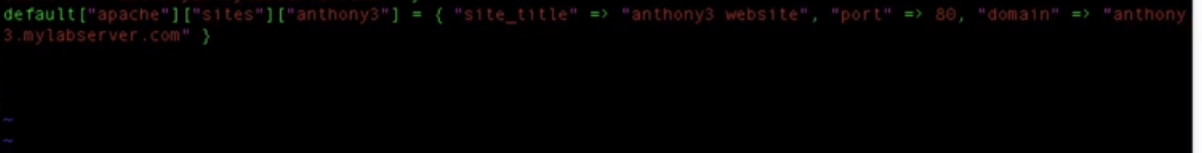 default["apache"]["sites"]["anthony3"] = { "site_title" => "anthony3 website", "port" => 80, "domain" => "anthony
3.mylabserver.com" }
~
~